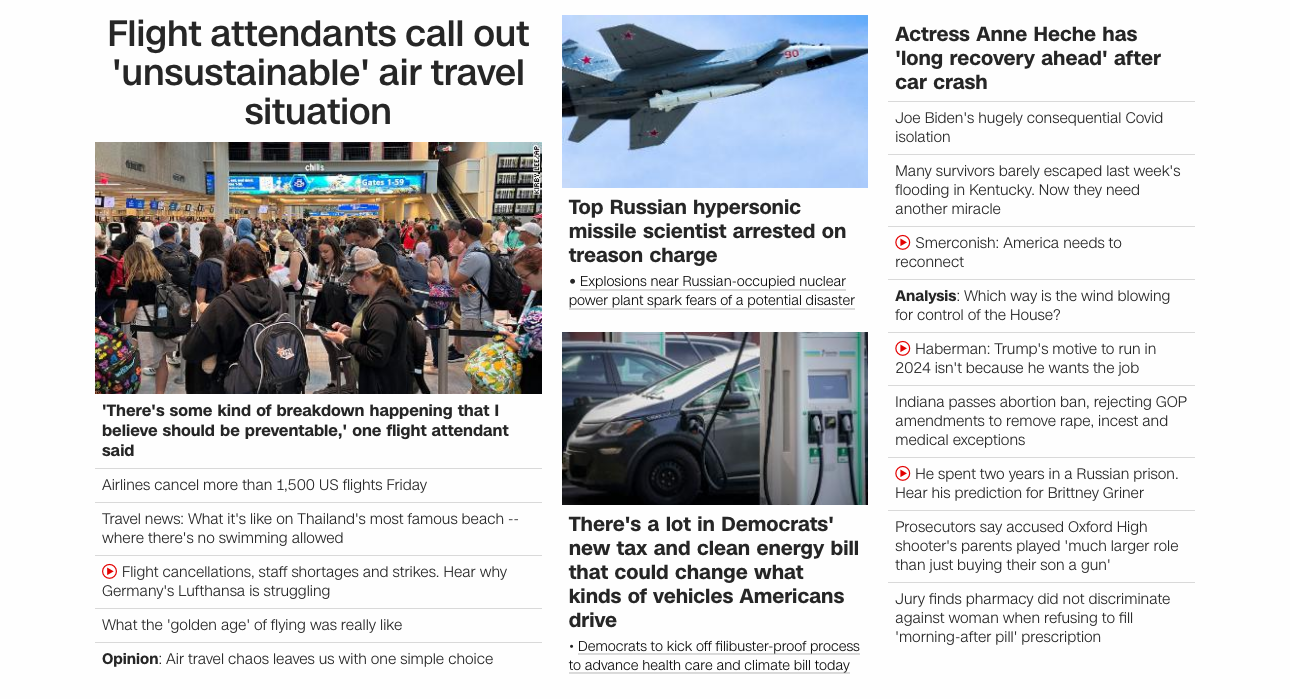 Flight attendants call out
'unsustainable' air travel
situation
chilis
Gates 1-59
KIRBY LEE/AP
'There's some kind of breakdown happening that I
believe should be preventable,' one flight attendant
said
Airlines cancel more than 1,500 US flights Friday
Travel news: What it's like on Thailand's most famous beach --
where there's no swimming allowed
Flight cancellations, staff shortages and strikes. Hear why
Germany's Lufthansa is struggling
What the 'golden age' of flying was really like
Opinion: Air travel chaos leaves us with one simple choice
90
Top Russian hypersonic
missile scientist arrested on
treason charge
• Explosions near Russian-occupied nuclear
power plant spark fears of a potential disaster
There's a lot in Democrats'
new tax and clean energy bill
that could change what
kinds of vehicles Americans
drive
• Democrats to kick off filibuster-proof process
to advance health care and climate bill today
Actress Anne Heche has
'long recovery ahead' after
car crash
Joe Biden's hugely consequential Covid
isolation
Many survivors barely escaped last week's
flooding in Kentucky. Now they need
another miracle
Smerconish: America needs to
reconnect
Analysis: Which way is the wind blowing
for control of the House?
Haberman: Trump's motive to run in
2024 isn't because he wants the job
Indiana passes abortion ban, rejecting GOP
amendments to remove rape, incest and
medical exceptions
He spent two years in a Russian prison.
Hear his prediction for Brittney Griner
Prosecutors say accused Oxford High
shooter's parents played 'much larger role
than just buying their son a gun'
Jury finds pharmacy did not discriminate
against woman when refusing to fill
'morning-after pill' prescription